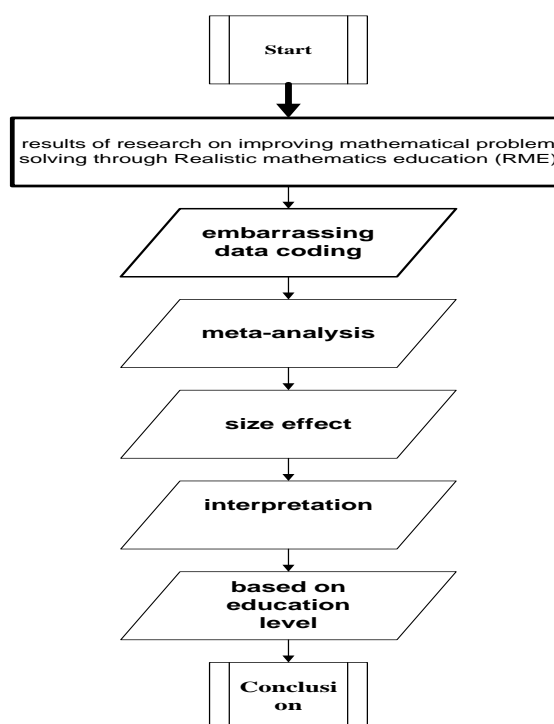 Start
results of research on improving mathematical problem
solving through Realistic mathematics education (RME)
embarrassing
data coding
meta-analysis
size effect
interpretation
based on
education
level
Conclusi
on